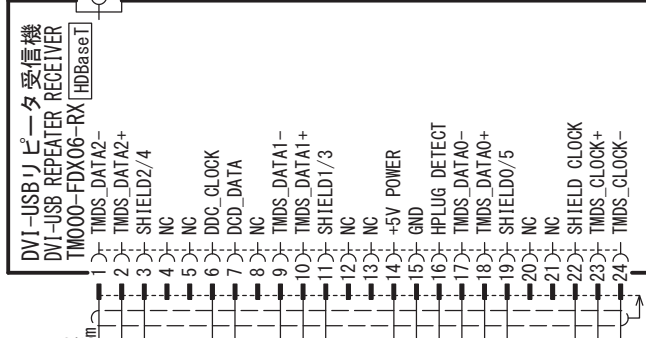 DVI-USBリピータ受信機
DVI-USB REPEATER RECEIVER
TM000-FDX06-RX HDBaseT
1 TMDS_DATA2-
2 TMDS_DATA2+
3 SHIELD2/4
4 NC
5 NC
6 DDC_CLOCK
7 DCD_DATA
8 NC
9 TMDS_DATA1-
10 TMDS_DATA1+
11 SHIELD1/3
12 NC
13 NC
14 +5V POWER
15 GND
16 HPLUG DETECT
17 TMDS_DATA0-
18 TMDS_DATA0+
19 SHIELD0/5
20 NC
21 NC
22 SHIELD CLOCK
23 TMDS_CLOCK+
24 TMDS_CLOCK-